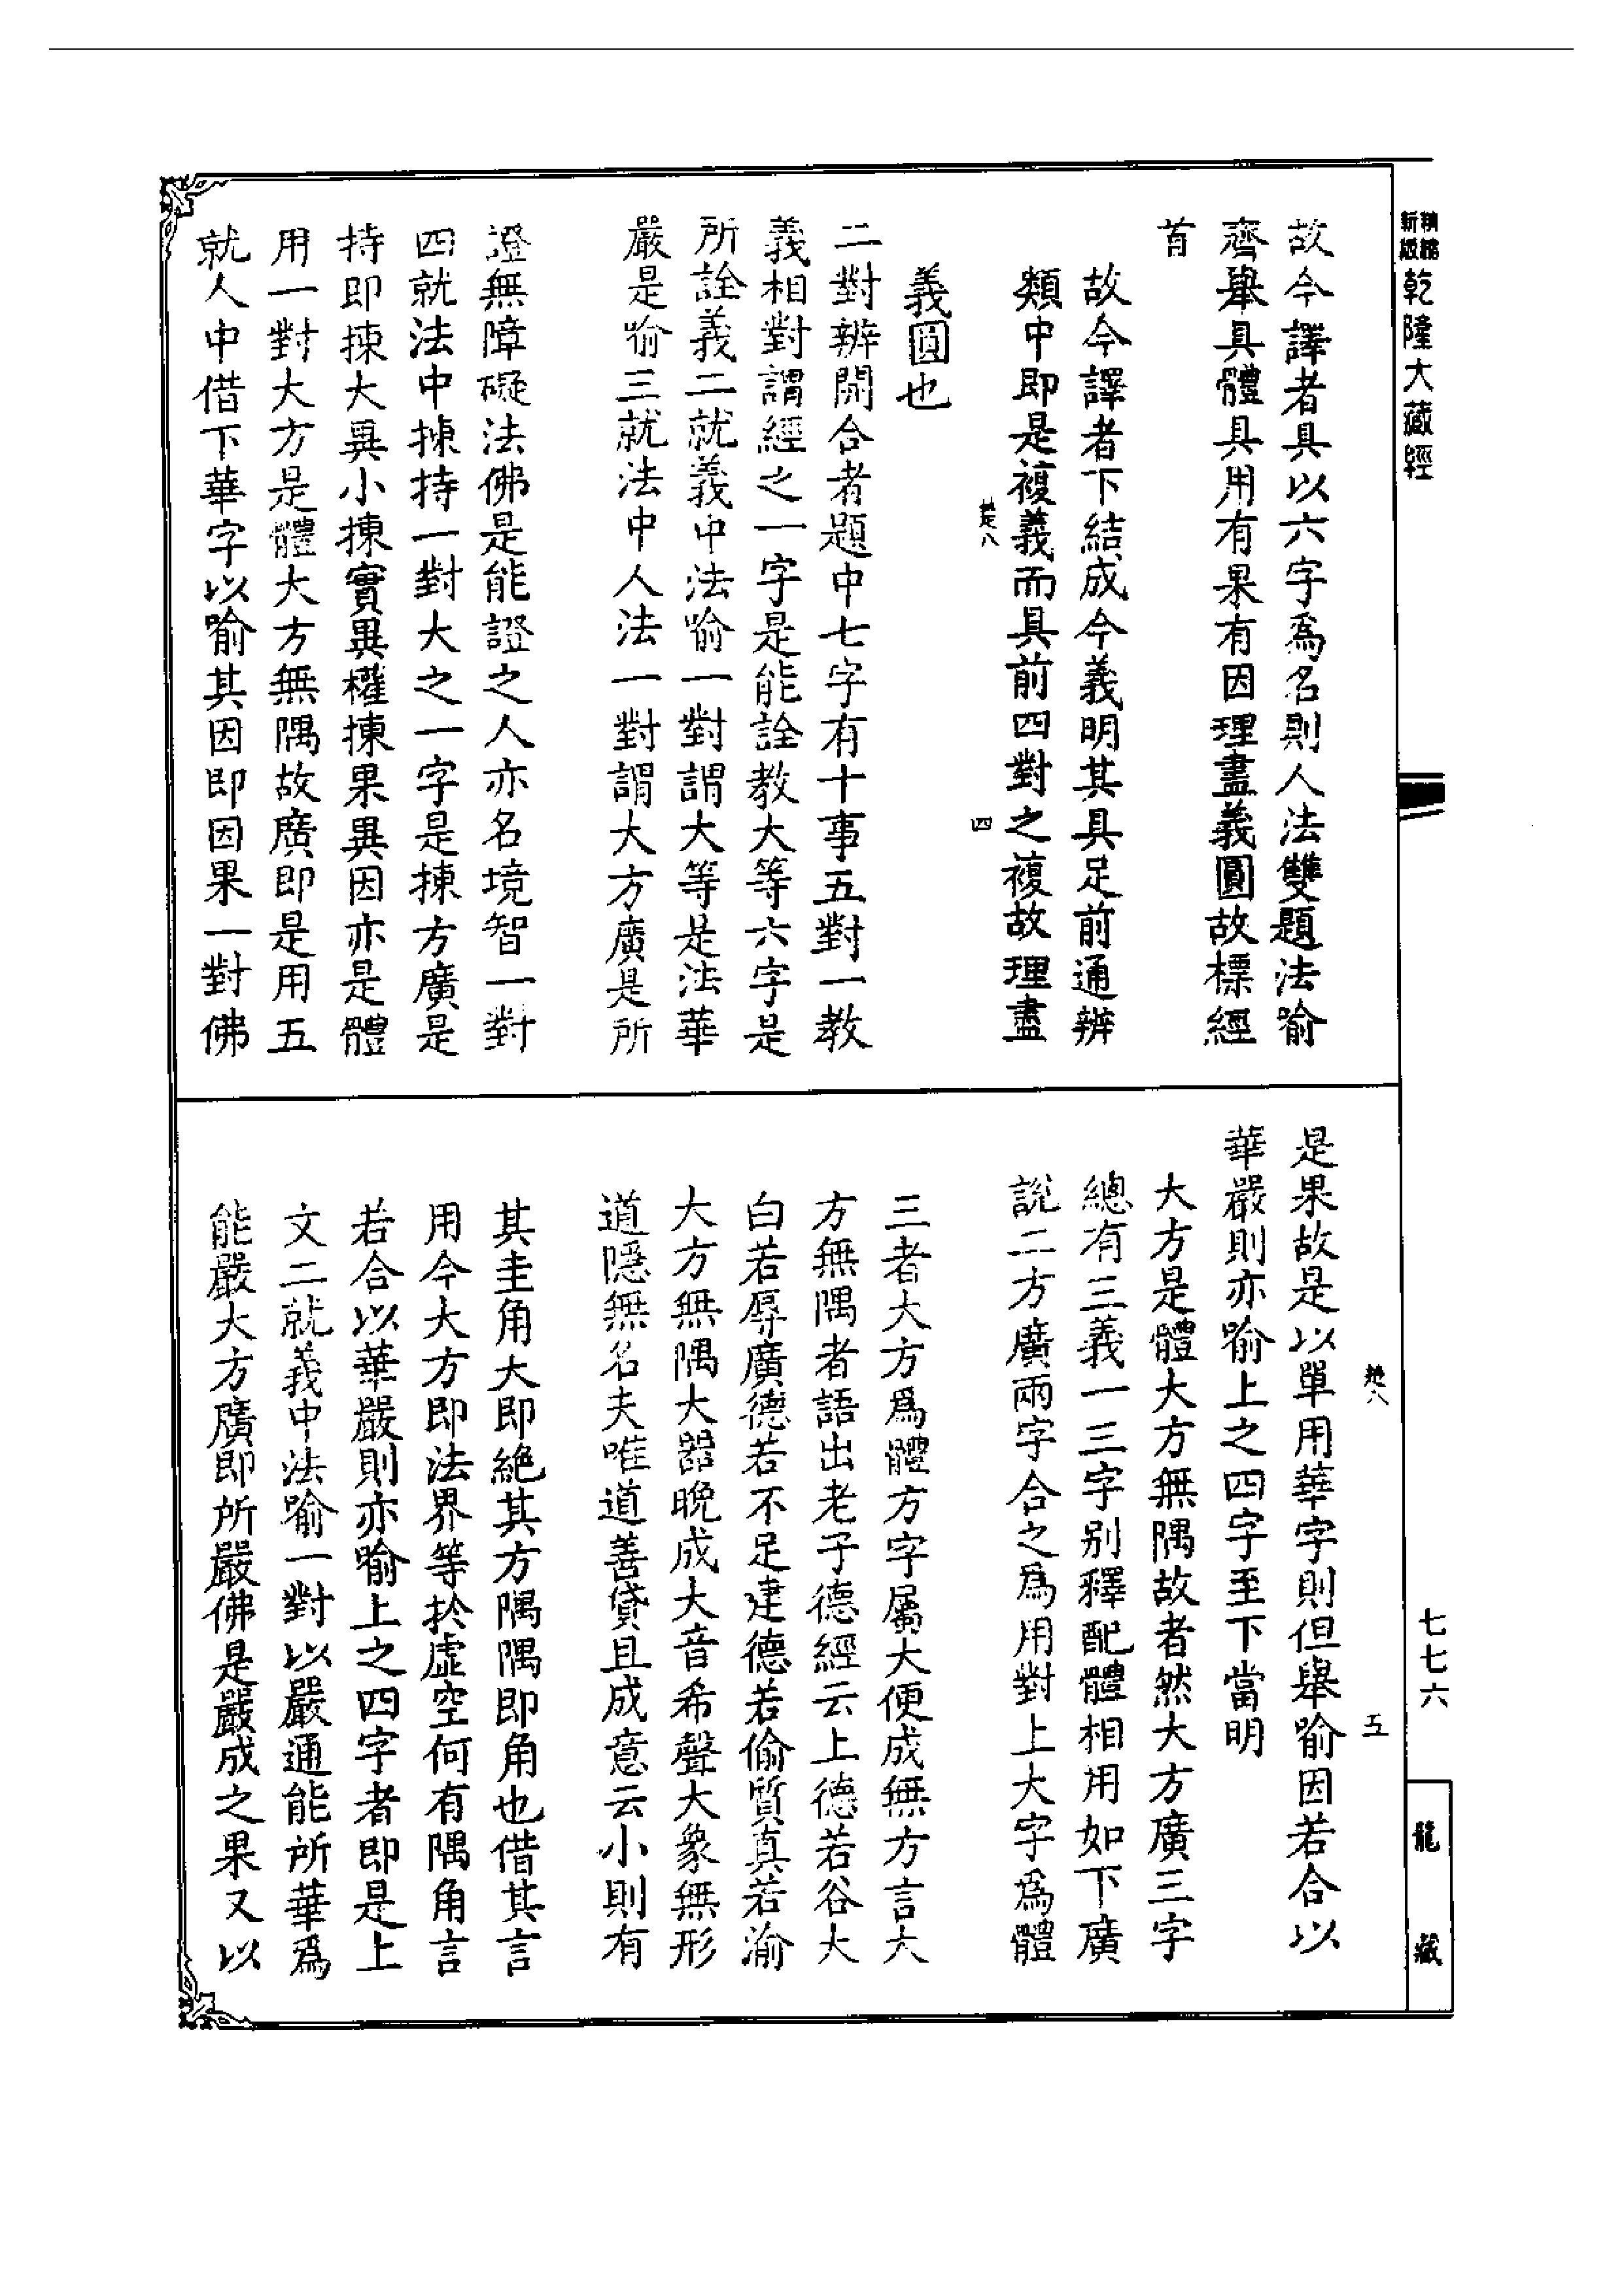 精縮新版乾隆大藏經
故今譯者具以六字爲名則人法雙題法喻
齊舉具體具用有果有因理盡義圓故標經
首
故今譯者下結成今義明其具足前通辨
類中即是複義而具前四對之複故理盡
楚八
四
義圓也
二對辨開合者題中七字有十事五對一教
義相對謂經之一字是能詮教大等六字是
所詮義二就義中法喻一對謂大等是法華
嚴是喻三就法中人法一對謂大方廣是所
證無障礙法佛是能證之人亦名境智一對
四就法中揀持一對大之一字是揀方廣是
持即揀大異小揀實異權揀果異因亦是體
用一對大方是體大方無隅故廣即是用五
就人中借下華字以喻其因即因果一對佛
楚八
五
是果故是以單用華字則但舉喻因若合以
華嚴則亦喻上之四字至下當明
大方是體大方無隅故者然大方廣三字
總有三義一三字別釋配體相用如下廣
說二方廣兩字合之爲用對上大字爲體
三者大方爲體方字屬大便成無方言大
方無隅者語出老子德經云上德若谷大
白若辱廣德若不足建德若偷質真若渝
大方無隅大器晚成大音希聲大象無形
道隱無名夫唯道善貸且成意云小則有
其圭角大即絕其方隅隅即角也借其言
用今大方即法界等於虛空何有隅角言
若合以華嚴則亦喻上之四字者即是上
文二就義中法喻一對以嚴通能所華爲
能嚴大方廣即所嚴佛是嚴成之果又以
七七六
龍藏